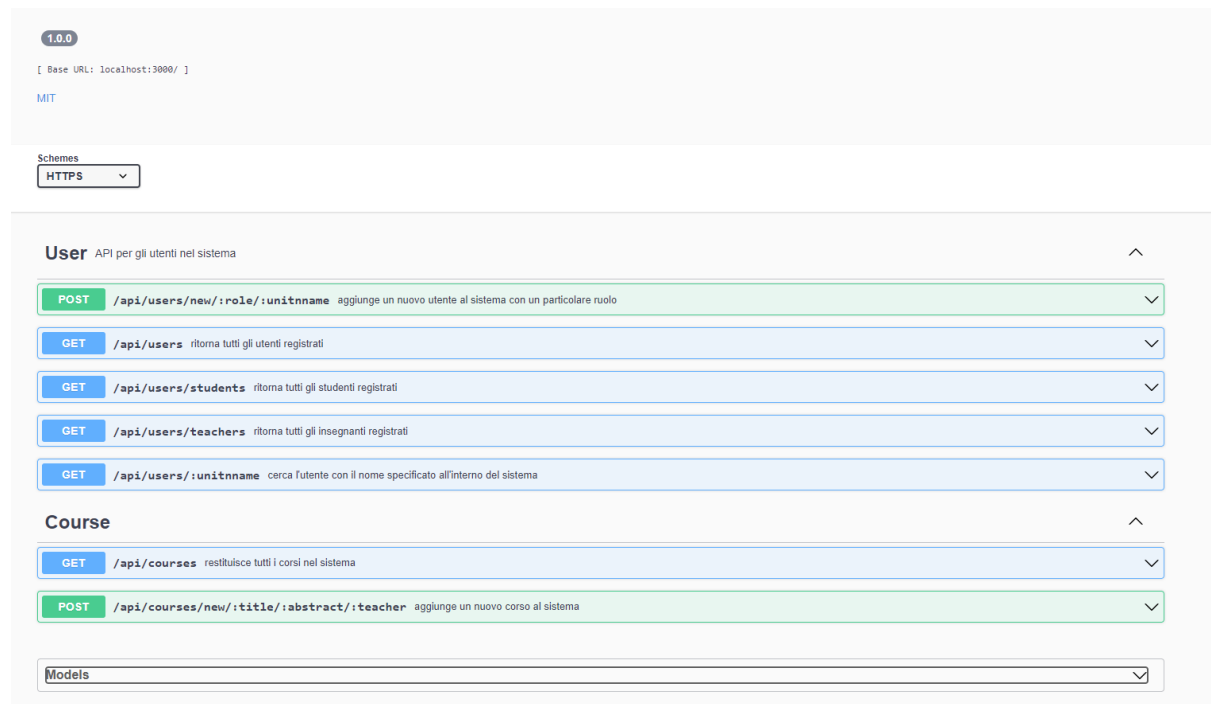 1.0.0
[ Base URL: localhost:3000/ ]
MIT
Schemes
HTTPS
User API per gli utenti nel sistema
POST /api/users/new/:role/:unitnname aggiunge un nuovo utente al sistema con un particolare ruolo
GET /api/users ritorna tutti gli utenti registrati
GET /api/users/students ritorna tutti gli studenti registrati
GET /api/users/teachers ritorna tutti gli insegnanti registrati
GET /api/users/:unitnname cerca l'utente con il nome specificato all'interno del sistema
Course
GET /api/courses restituisce tutti i corsi nel sistema
POST /api/courses/new/:title/:abstract/:teacher aggiunge un nuovo corso al sistema
Models